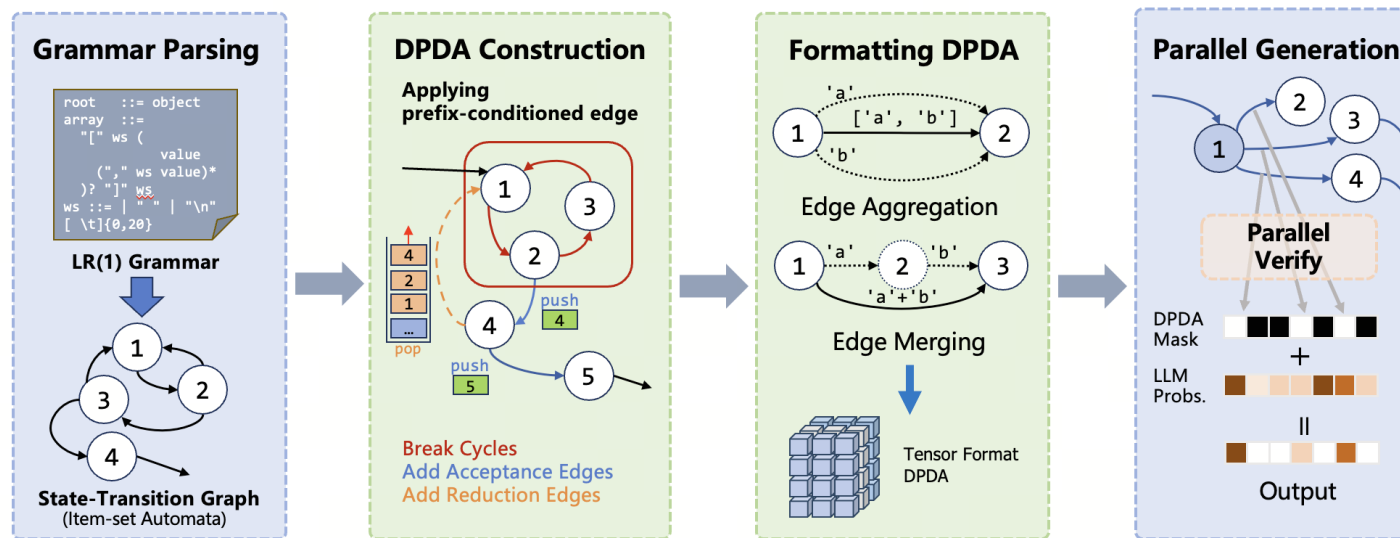 Grammar Parsing
root   ::= object
array  ::=
"[" ws (
value
("," ws value)*
)? "]" ws
ws ::= | " " | "\n"
[ \t]{0,20}
LR(1) Grammar
1
2
3
4
State-Transition Graph
(Item-set Automata)
DPDA Construction
Applying
prefix-conditioned edge
1
3
2
4
2
1
...
pop
4
push
4
push
5
5
Break Cycles
Add Acceptance Edges
Add Reduction Edges
Formatting DPDA
'a'
1
['a', 'b']
2
'b'
Edge Aggregation
1
'a'
2
'b'
3
'a'+'b'
Edge Merging
Tensor Format
DPDA
Parallel Generation
2
3
1
4
Parallel
Verify
DPDA
Mask
+
LLM
Probs.
=
Output